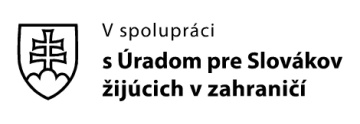 V spolupráci
s Úradom pre Slovákov
žijúcich v zahraničí